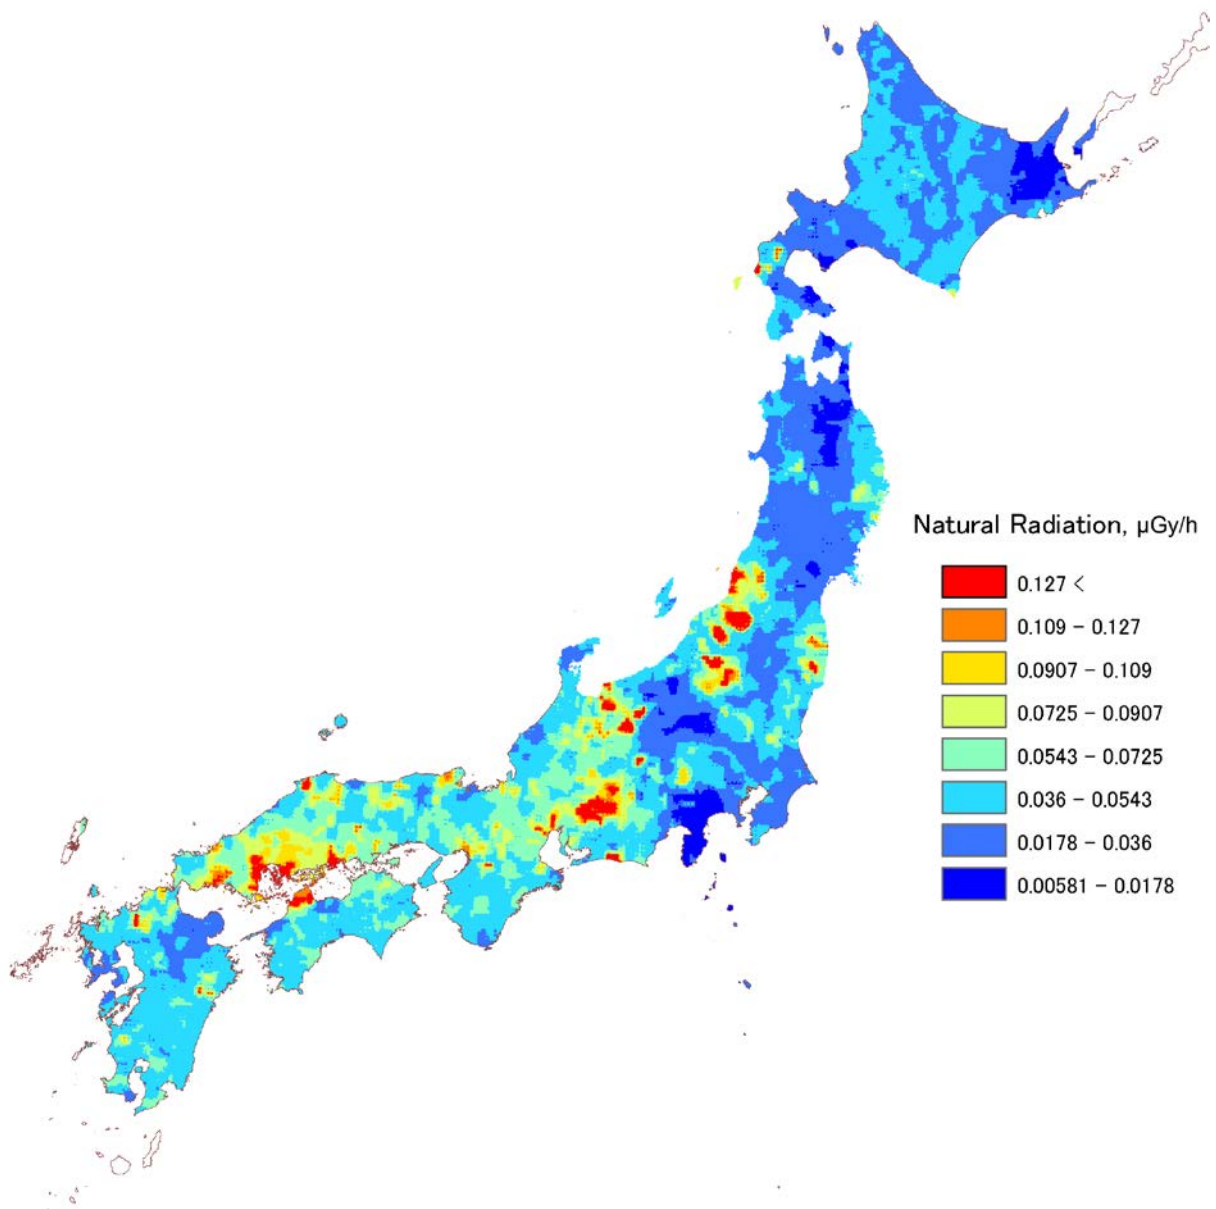 Natural Radiation, μGy/h
0.127 <
0.109 – 0.127
0.0907 – 0.109
0.0725 – 0.0907
0.0543 – 0.0725
0.036 – 0.0543
0.0178 – 0.036
0.00581 – 0.0178